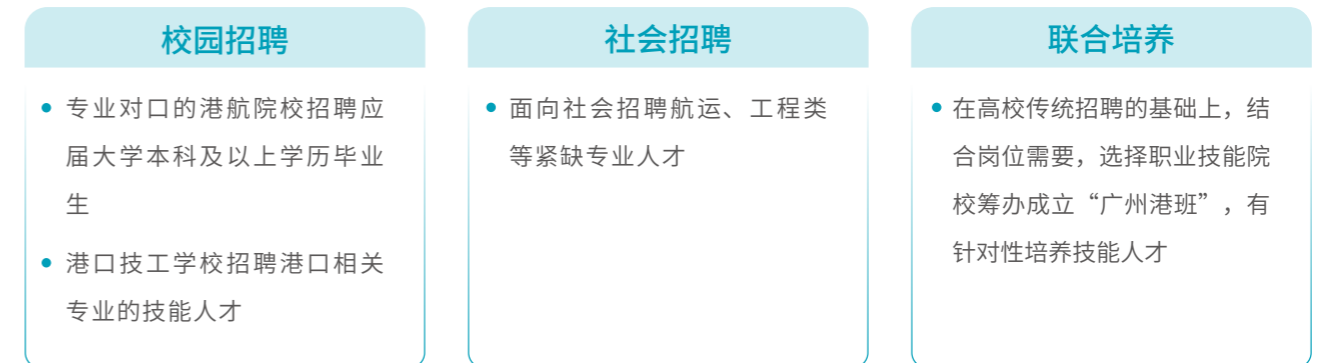 校园招聘
专业对口的港航院校招聘应
届大学本科及以上学历毕业
生
港口技工学校招聘港口相关
专业的技能人才
社会招聘
面向社会招聘航运、工程类
等紧缺专业人才
联合培养
在高校传统招聘的基础上，结
合岗位需要，选择职业技能院
校筹办成立“广州港班”，有
针对性培养技能人才